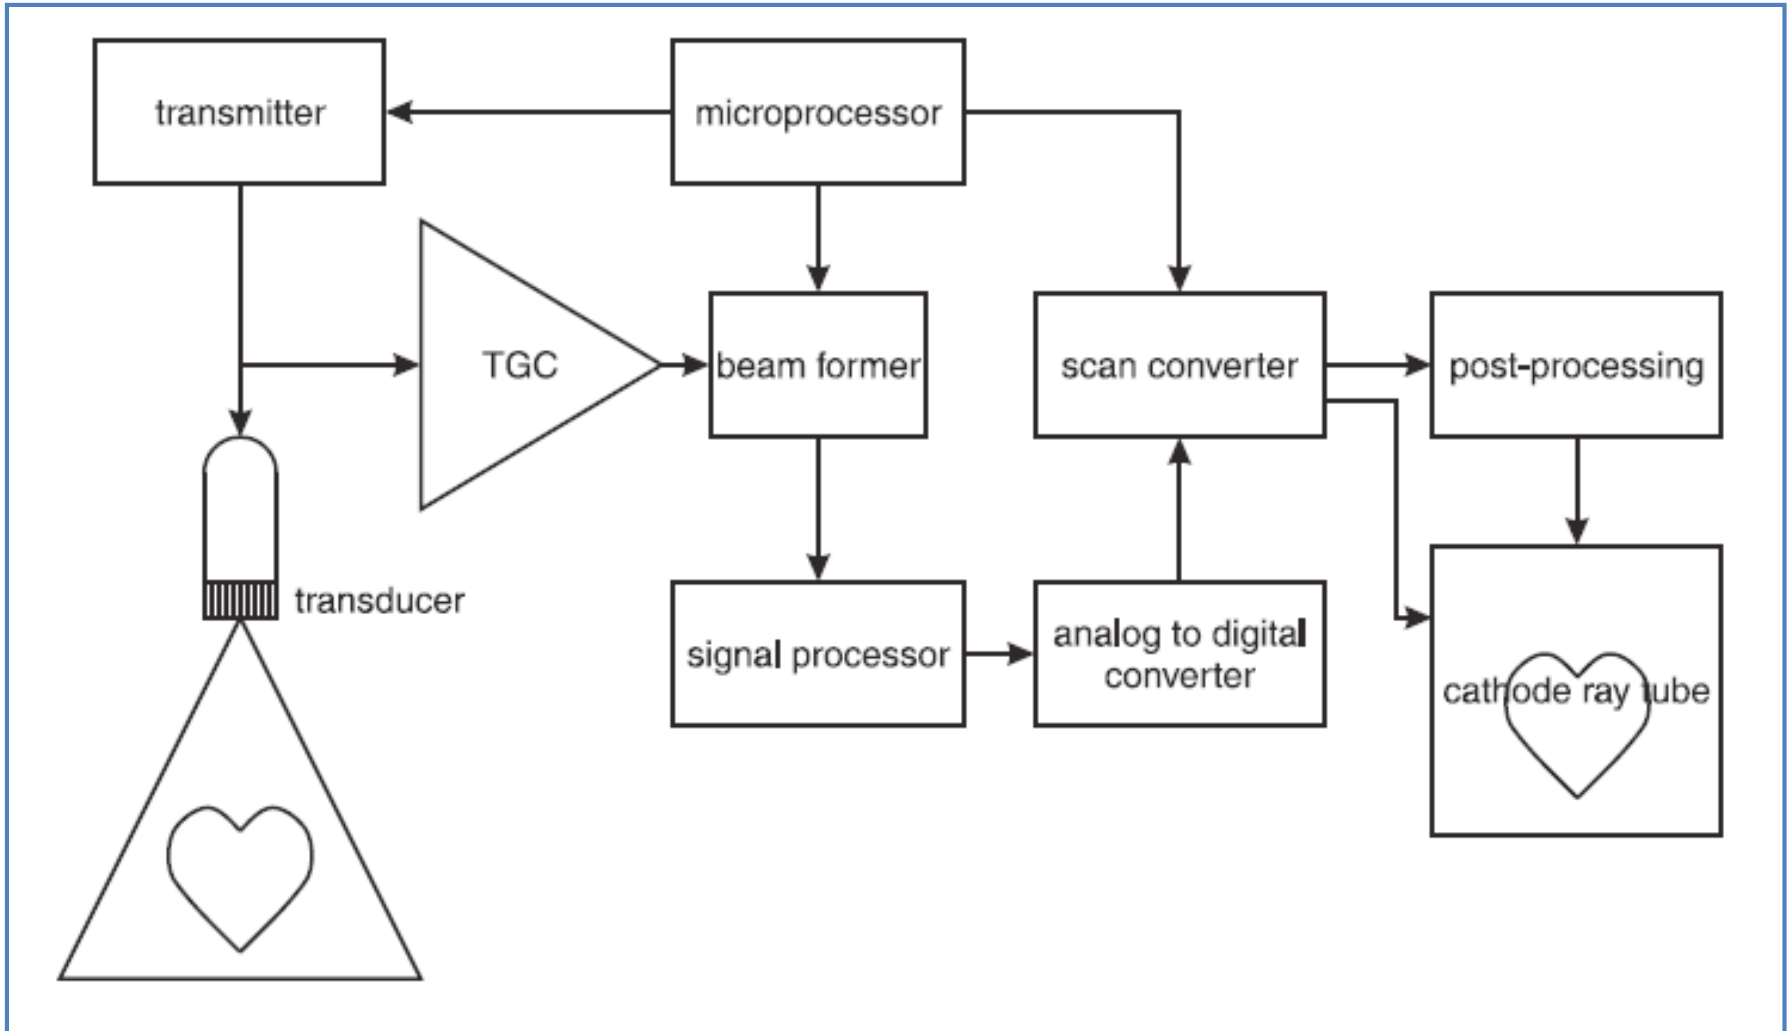 transmitter
microprocessor
TGC
beam former
scan converter
post-processing
transducer
signal processor
analog to digital
converter
cathode ray tube